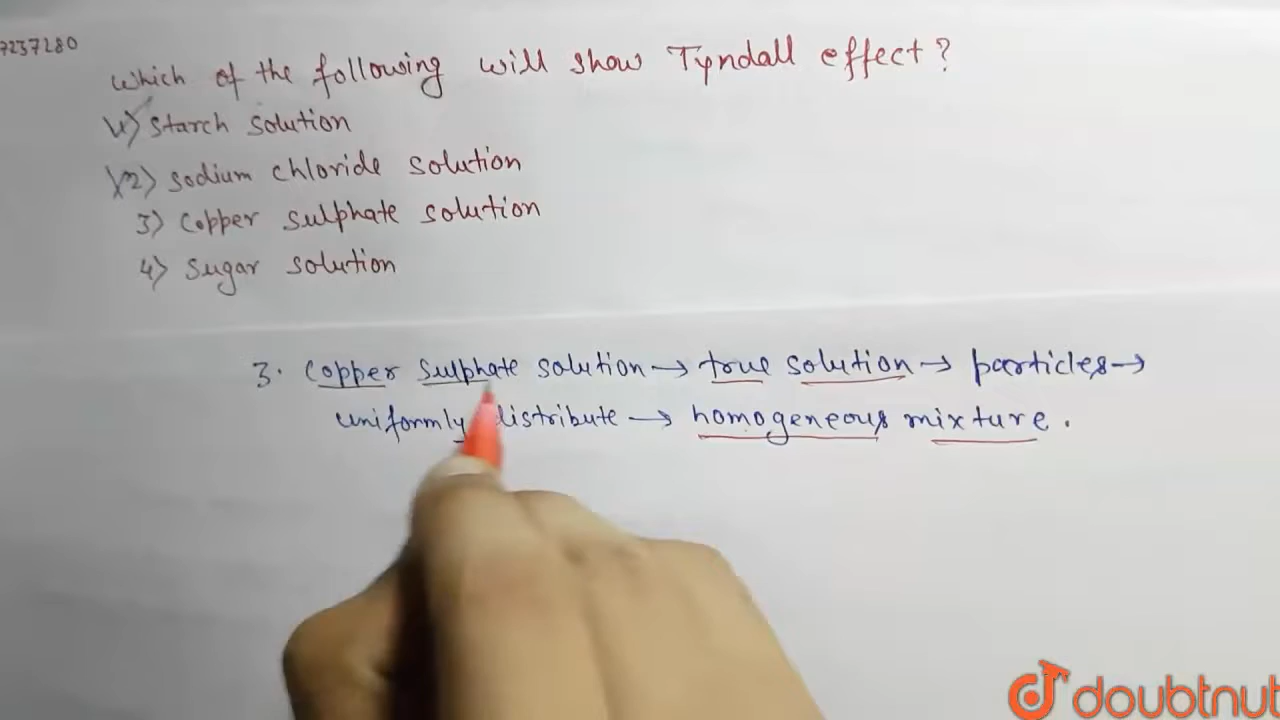 7237280
Which of the following will show Tyndall effect?
1) Starch solution
2) Sodium chloride solution
3) Copper sulphate solution
4) Sugar solution
3. Copper sulphate solution → true solution → particles →
uniformly distribute → homogeneous mixture.
doubtnut